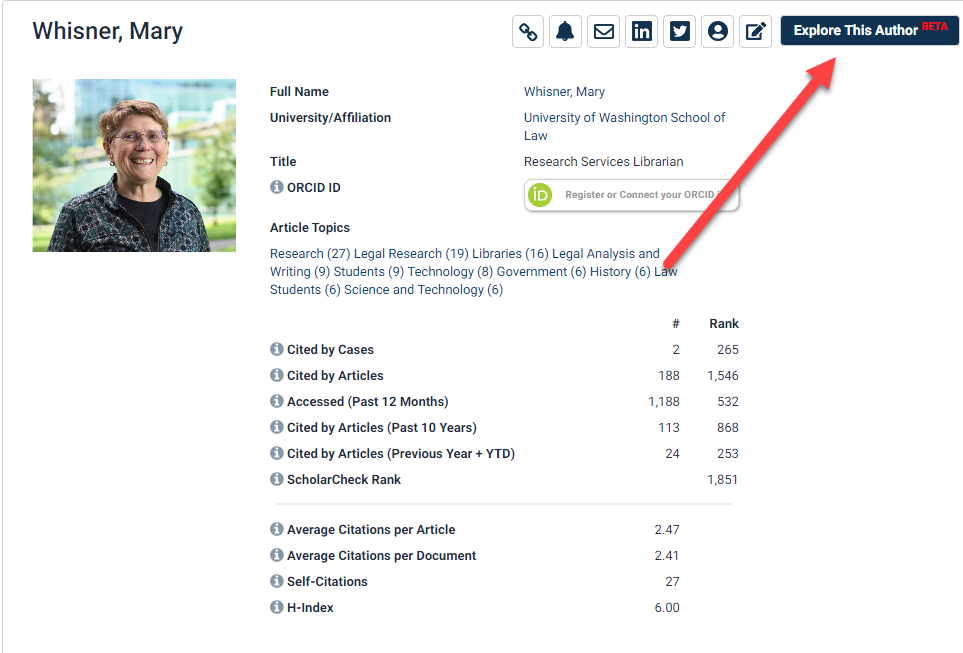 Whisner, Mary
Explore This Author BETA
Full Name Whisner, Mary
University/Affiliation University of Washington School of
Law
Title Research Services Librarian
ORCID ID iD Register or Connect your ORCID
Article Topics
Research (27) Legal Research (19) Libraries (16) Legal Analysis and
Writing (9) Students (9) Technology (8) Government (6) History (6) Law
Students (6) Science and Technology (6)
# Rank
Cited by Cases 2 265
Cited by Articles 188 1,546
Accessed (Past 12 Months) 1,188 532
Cited by Articles (Past 10 Years) 113 868
Cited by Articles (Previous Year + YTD) 24 253
ScholarCheck Rank 1,851
Average Citations per Article 2.47
Average Citations per Document 2.41
Self-Citations 27
H-Index 6.00